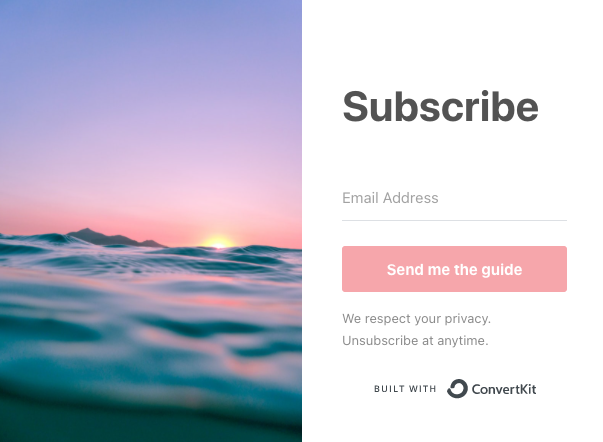 Subscribe
Email Address
Send me the guide
We respect your privacy.
Unsubscribe at anytime.
BUILT WITH ConvertKit